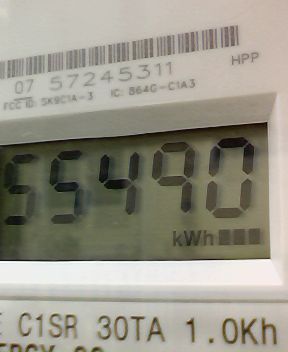 07 57245311
HPP
FCC ID: SK9C1A-3 IC: 864G-C1A3
55490
kWh
C1SR 30TA 1.0Kh